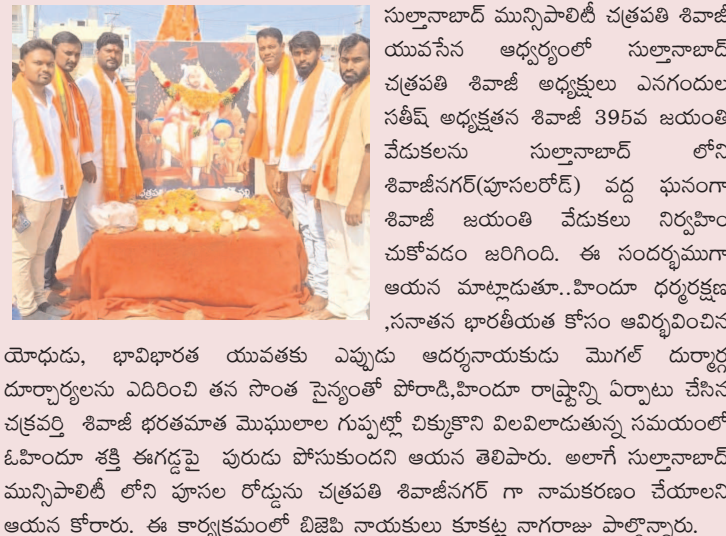 సుల్తానాబాద్ మున్సిపాలిటీ చత్రపతి శివాజీ
యువసేన ఆధ్వర్యంలో సుల్తానాబాద్
చత్రపతి శివాజీ అధ్యక్షులు ఎనగందుల
సతీష్ అధ్యక్షతన శివాజీ 395వ జయంతి
వేడుకలను సుల్తానాబాద్ లోని
శివాజీనగర్(పూసలరోడ్) వద్ద ఘనంగా
శివాజీ జయంతి వేడుకలు నిర్వహిం
చుకోవడం జరిగింది. ఈ సందర్భముగా
ఆయన మాట్లాడుతూ..హిందూ ధర్మరక్షణ
,సనాతన భారతీయత కోసం ఆవిర్భవించిన
యోధుడు, భావిభారత యువతకు ఎప్పుడు ఆదర్శనాయకుడు మొగల్ దుర్మార్గ
దూర్చార్యలను ఎదిరించి తన సొంత సైన్యంతో పోరాడి,హిందూ రాష్ట్రాన్ని ఏర్పాటు చేసిన
చక్రవర్తి శివాజీ భరతమాత మొఘులాల గుప్పట్లో చిక్కుకొని విలవిలాడుతున్న సమయంలో
ఓహిందూ శక్తి ఈగడ్డపై పురుడు పోసుకుందని ఆయన తెలిపారు. అలాగే సుల్తానాబాద్
మున్సిపాలిటీ లోని పూసల రోడ్డును చత్రపతి శివాజీనగర్ గా నామకరణం చేయాలని
ఆయన కోరారు. ఈ కార్యక్రమంలో బిజెపి నాయకులు కూకట్ల నాగరాజు పాల్గొన్నారు.